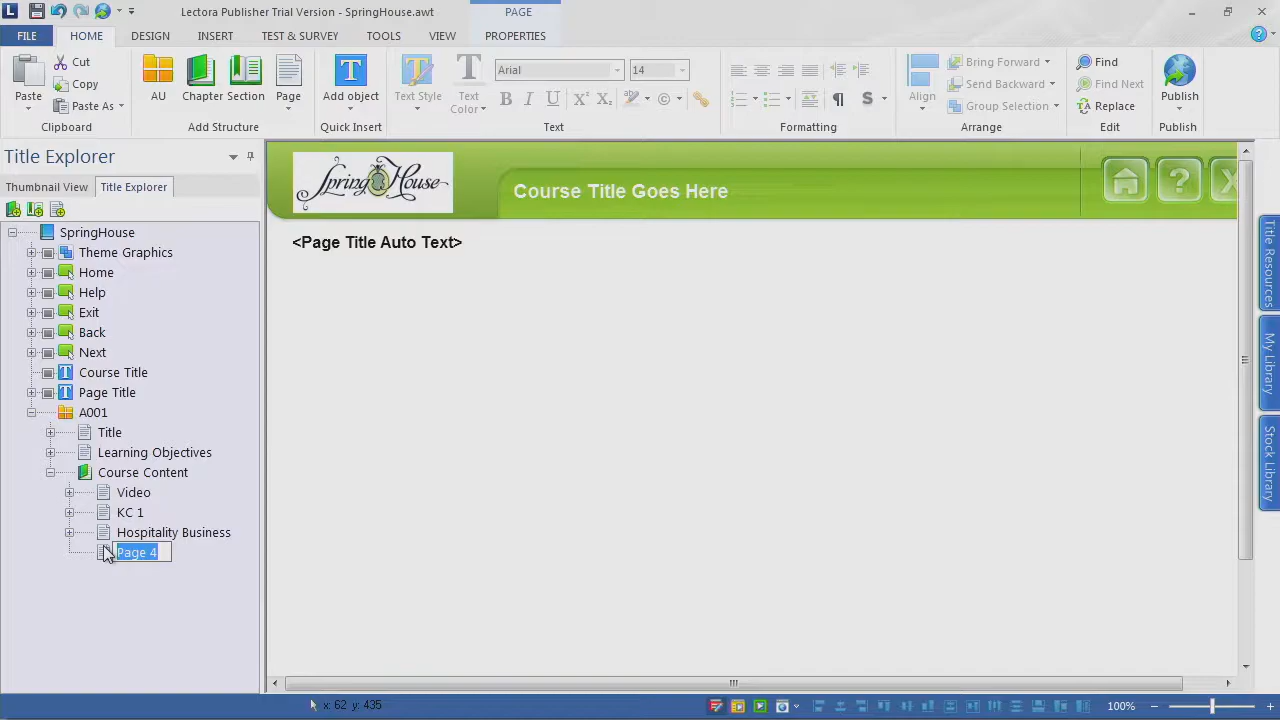 Lectora Publisher Trial Version - SpringHouse.awt
PAGE
FILE
HOME
DESIGN
INSERT
TEST & SURVEY
TOOLS
VIEW
PROPERTIES
Paste
Cut
Copy
Paste As
Clipboard
AU
Chapter
Section
Page
Add Structure
Add object
Quick Insert
Text Style
Text Color
Arial
14
B I U X² X₂
Text
Formatting
Align
Bring Forward
Send Backward
Group Selection
Arrange
Find
Find Next
Replace
Edit
Publish
Publish
Title Explorer
Thumbnail View
Title Explorer
SpringHouse
Theme Graphics
Home
Help
Exit
Back
Next
Course Title
Page Title
A001
Title
Learning Objectives
Course Content
Video
KC 1
Hospitality Business
Page 4
Spring House
Course Title Goes Here
?
X
<Page Title Auto Text>
Title Resources
My Library
Stock Library
x: 62 y: 435
100%